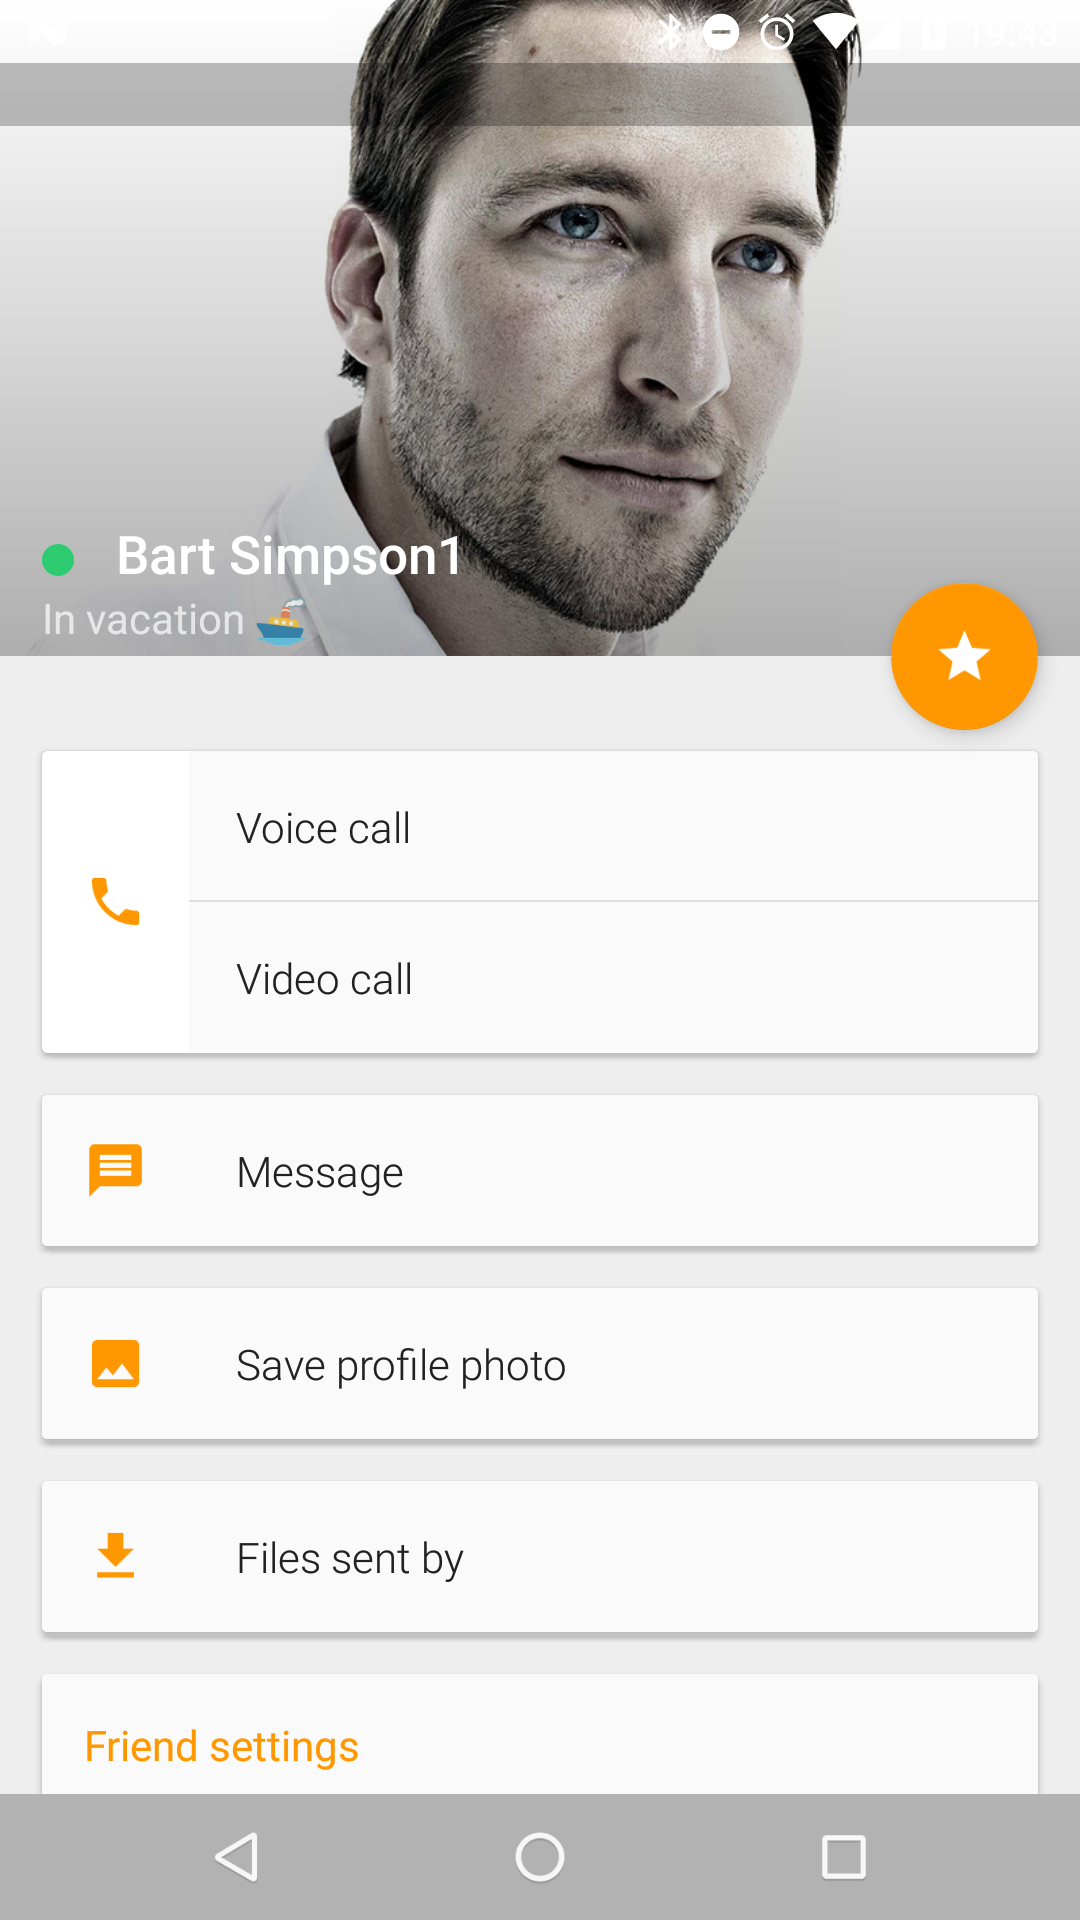 19:43
Bart Simpson1
In vacation 🚢
Voice call
Video call
Message
Save profile photo
Files sent by
Friend settings